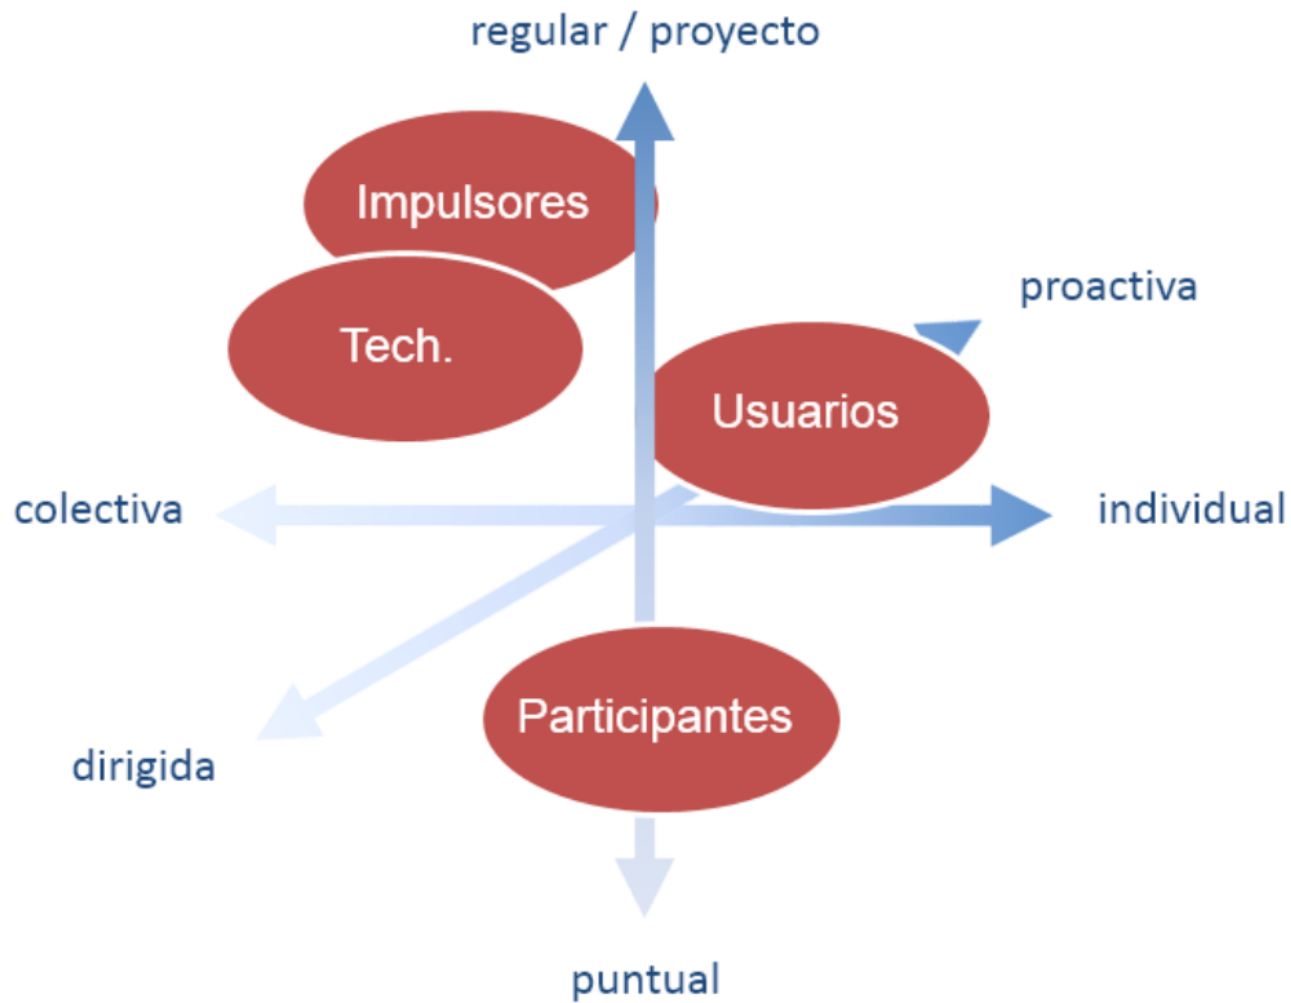 regular / proyecto
Impulsores
proactiva
Tech.
Usuarios
colectiva
individual
Participantes
dirigida
puntual